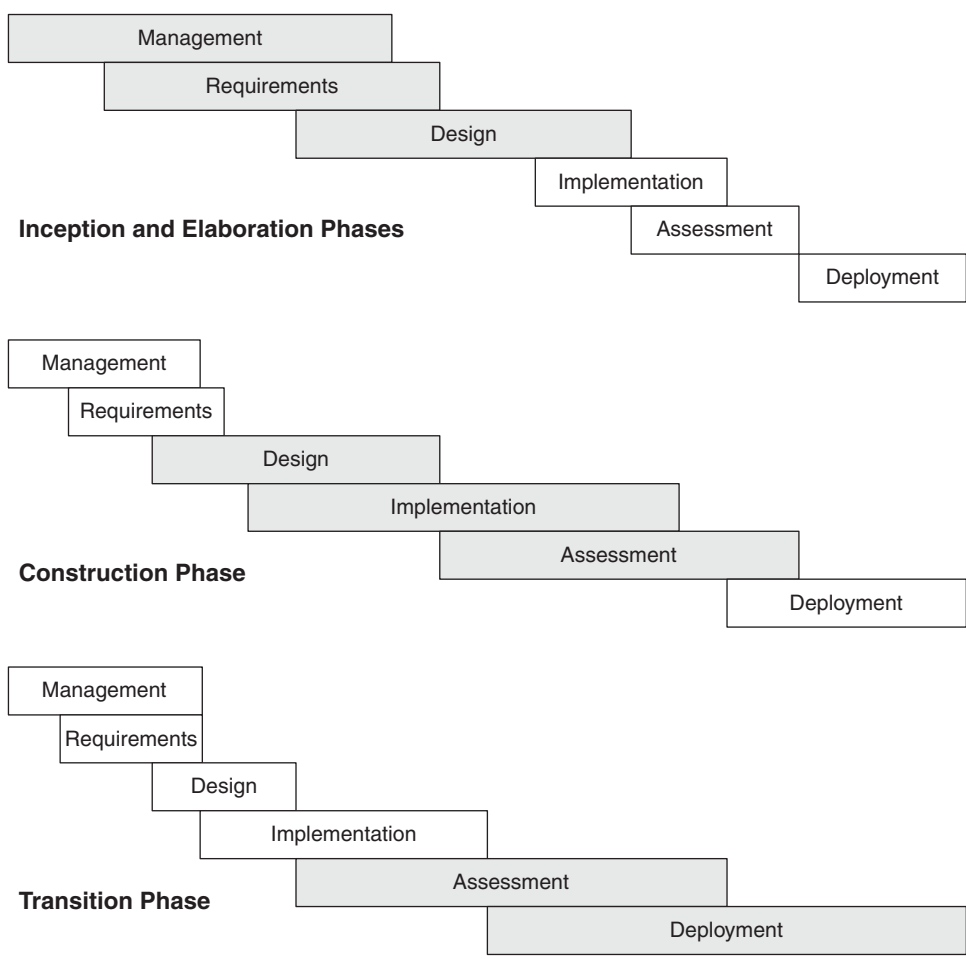 Management
Requirements
Design
Implementation
Inception and Elaboration Phases
Assessment
Deployment
Management
Requirements
Design
Implementation
Construction Phase
Assessment
Deployment
Management
Requirements
Design
Implementation
Assessment
Transition Phase
Deployment